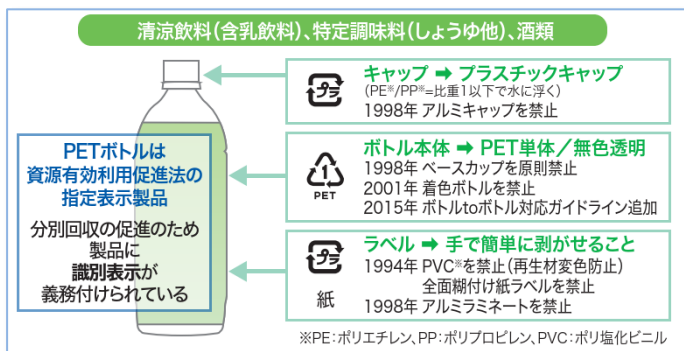 清涼飲料(含乳飲料)、特定調味料(しょうゆ他)、酒類
プラ
キャップ ➡ プラスチックキャップ
(PE※/PP※=比重1以下で水に浮く)
1998年 アルミキャップを禁止
PETボトルは
資源有効利用促進法の
指定表示製品
分別回収の促進のため
製品に
識別表示が
義務付けられている
1
PET
ボトル本体 ➡ PET単体/無色透明
1998年 ベースカップを原則禁止
2001年 着色ボトルを禁止
2015年 ボトルtoボトル対応ガイドライン追加
プラ
紙
ラベル ➡ 手で簡単に剥がせること
1994年 PVC※を禁止(再生材変色防止)
全面糊付け紙ラベルを禁止
1998年 アルミラミネートを禁止
※PE:ポリエチレン、PP:ポリプロピレン、PVC:ポリ塩化ビニル